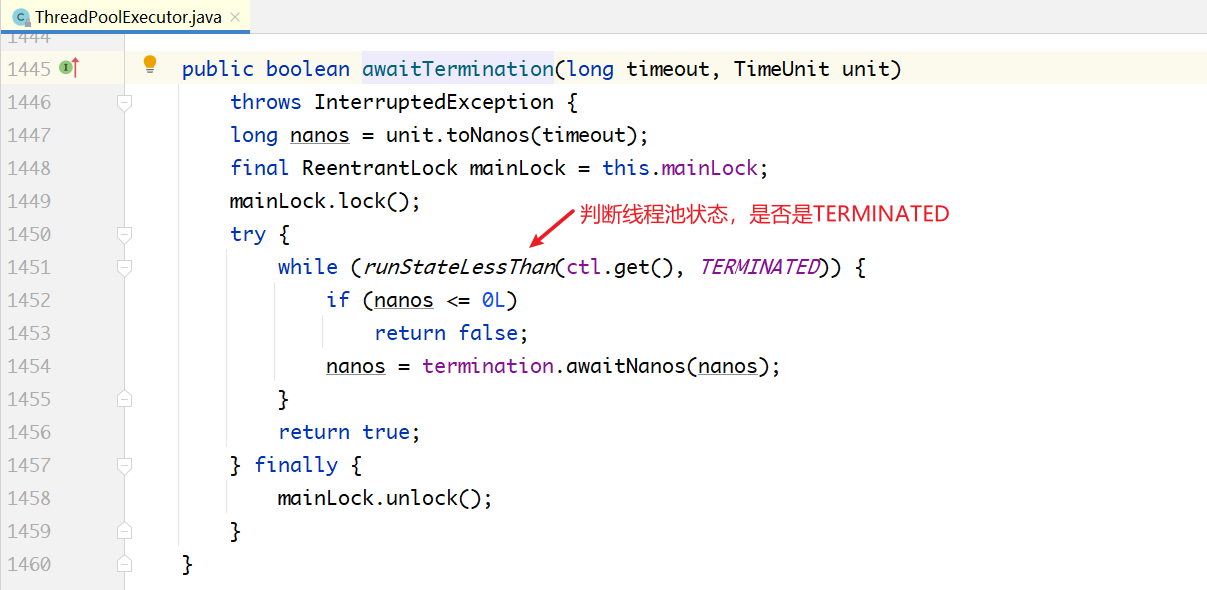 ThreadPoolExecutor.java
1444
1445 public boolean awaitTermination(long timeout, TimeUnit unit)
1446 throws InterruptedException {
1447 long nanos = unit.toNanos(timeout);
1448 final ReentrantLock mainLock = this.mainLock;
1449 mainLock.lock();
判断线程池状态，是否是TERMINATED
1450 try {
1451 while (runStateLessThan(ctl.get(), TERMINATED)) {
1452 if (nanos <= 0L)
1453 return false;
1454 nanos = termination.awaitNanos(nanos);
1455 }
1456 return true;
1457 } finally {
1458 mainLock.unlock();
1459 }
1460 }